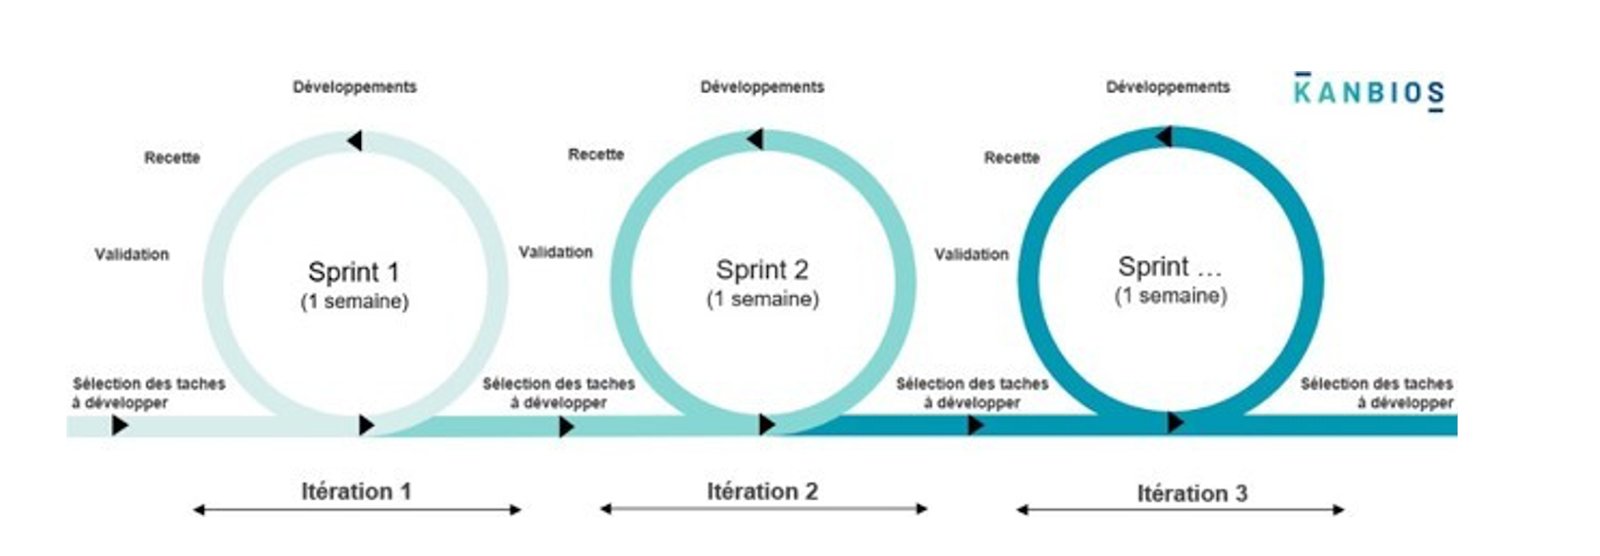 Développements
Développements
Développements
KANBIOS
Recette
Recette
Recette
Validation
Validation
Validation
Sprint 1
(1 semaine)
Sprint 2
(1 semaine)
Sprint ...
(1 semaine)
Sélection des taches
à développer
Sélection des taches
à développer
Sélection des taches
à développer
Sélection des taches
à développer
Itération 1
Itération 2
Itération 3